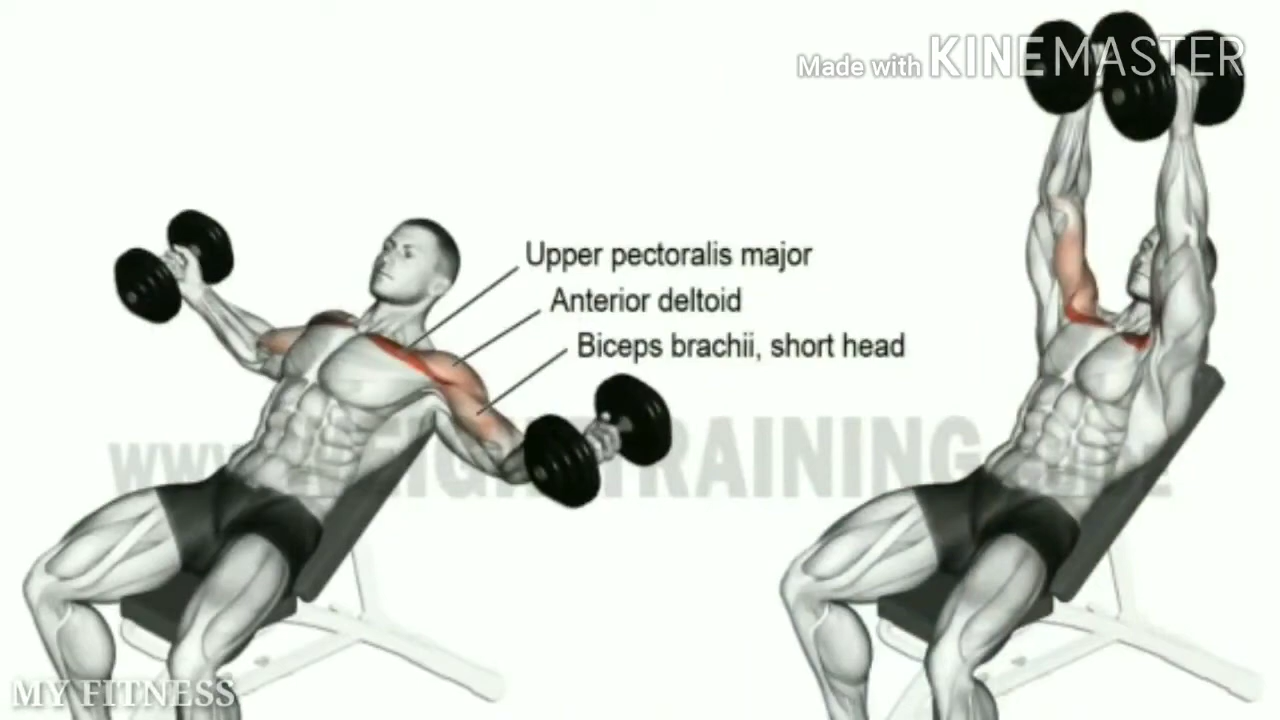 Made with KINEMASTER
Upper pectoralis major
Anterior deltoid
Biceps brachii, short head
MY FITNESS